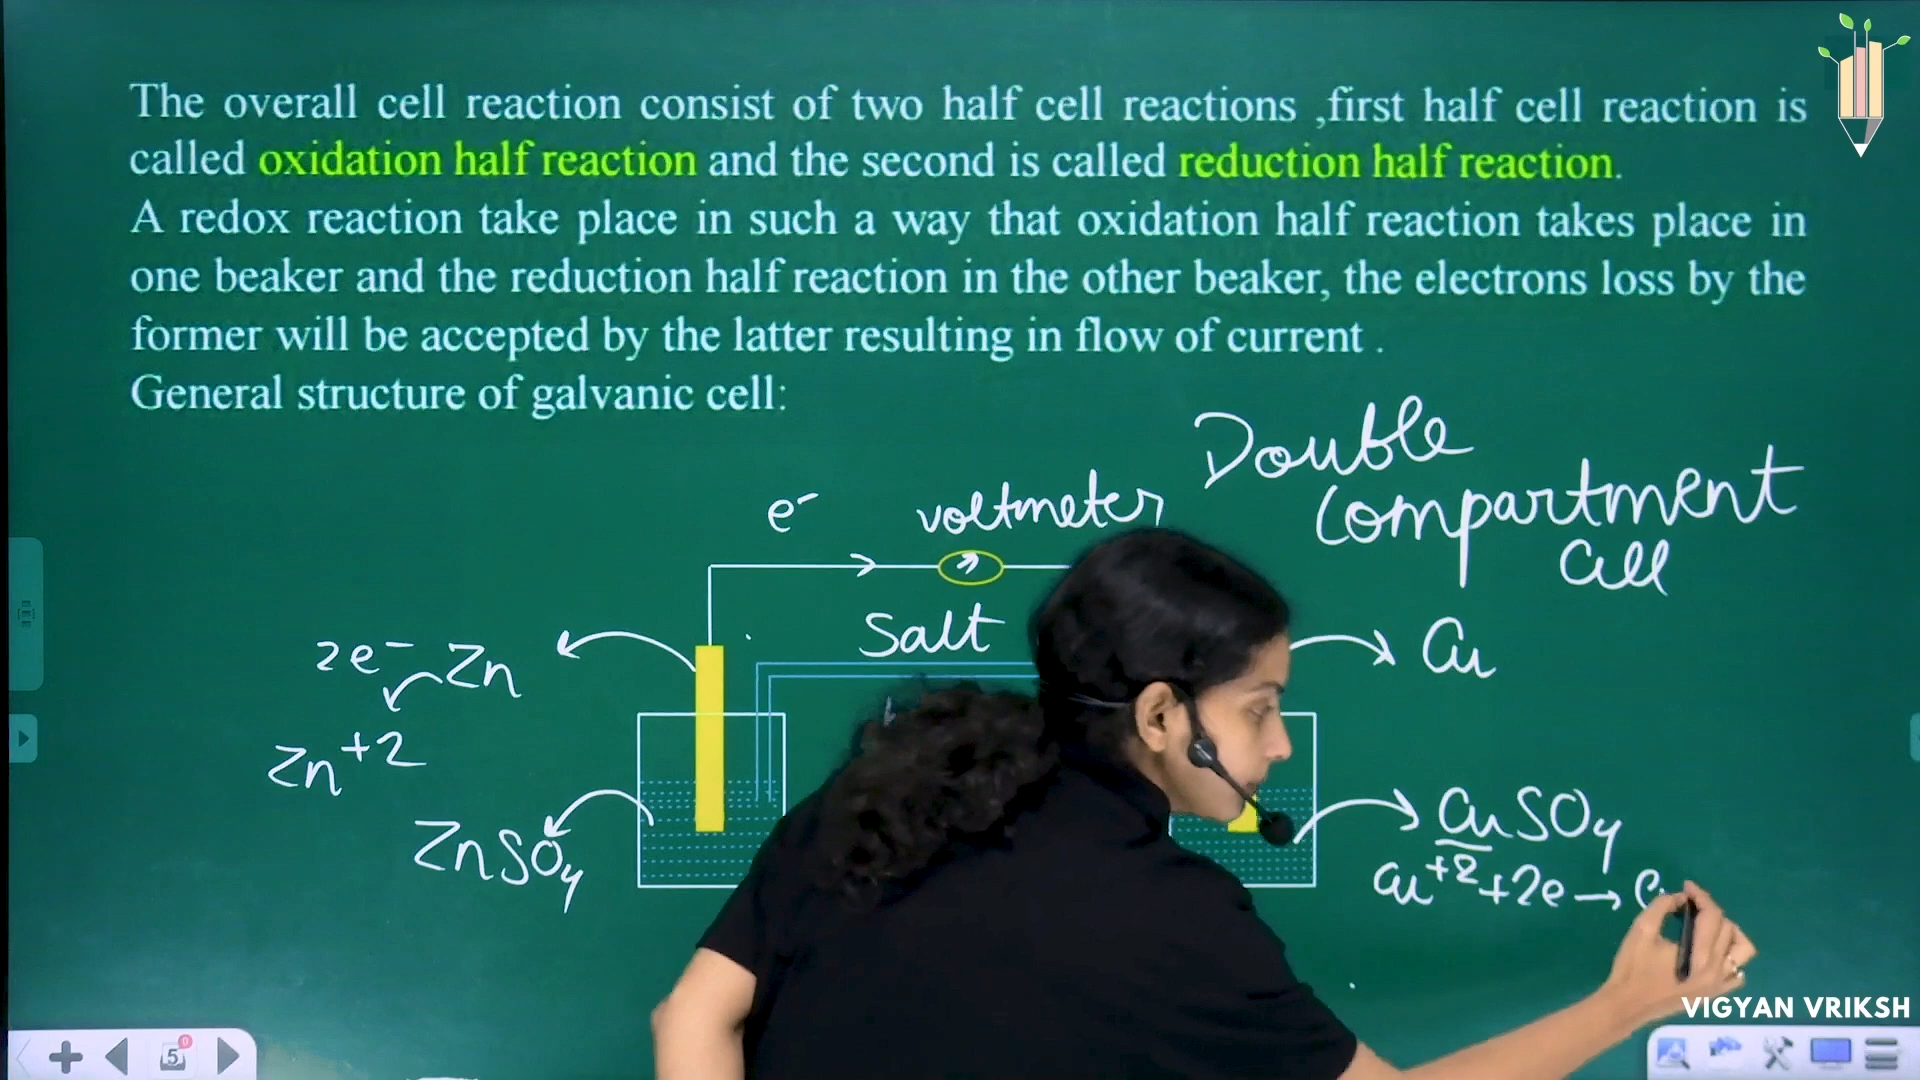 The overall cell reaction consist of two half cell reactions ,first half cell reaction is
called oxidation half reaction and the second is called reduction half reaction.
A redox reaction take place in such a way that oxidation half reaction takes place in
one beaker and the reduction half reaction in the other beaker, the electrons loss by the
former will be accepted by the latter resulting in flow of current .
General structure of galvanic cell:
Double
Compartment
Cell
e⁻ voltmeter
Salt
2e⁻ Zn
Cu
Zn⁺²
ZnSO₄
CuSO₄
Cu⁺² + 2e → C
VIGYAN VRIKSH
5
0